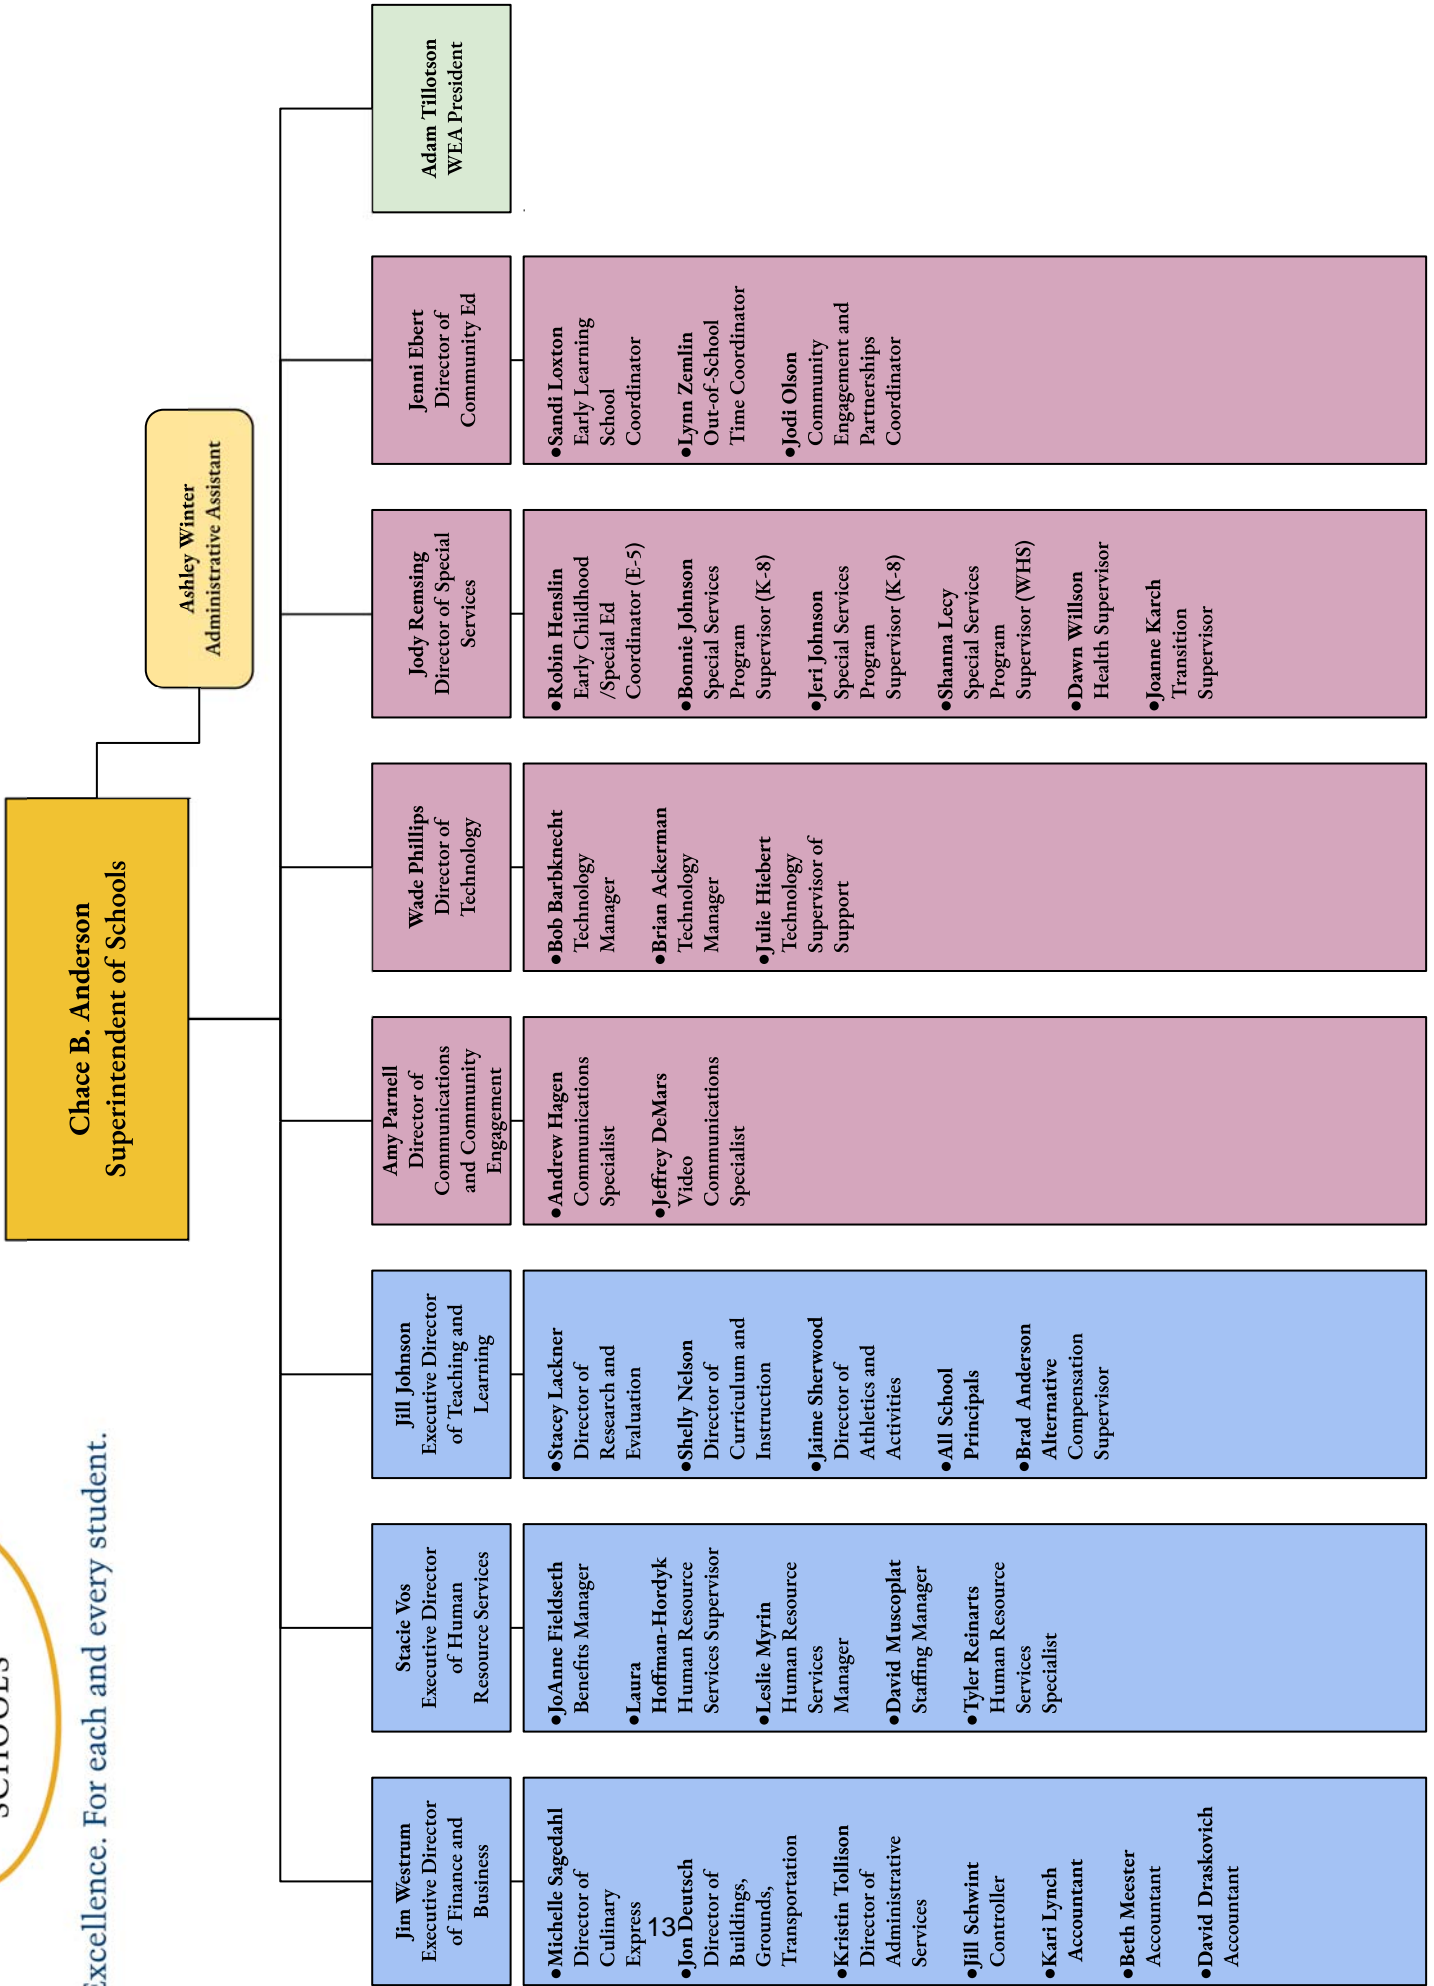 SCHOOLS
Excellence. For each and every student.
Chace B. Anderson
Superintendent of Schools
Ashley Winter
Administrative Assistant
Jim Westrum
Executive Director
of Finance and
Business
●Michelle Sagedahl
Director of
Culinary
Express
●Jon Deutsch
Director of
Buildings,
Grounds,
Transportation
●Kristin Tollison
Director of
Administrative
Services
●Jill Schwint
Controller
●Kari Lynch
Accountant
●Beth Meester
Accountant
●David Draskovich
Accountant
Stacie Vos
Executive Director
of Human
Resource Services
●JoAnne Fieldseth
Benefits Manager
●Laura
Hoffman-Hordyk
Human Resource
Services Supervisor
●Leslie Myrin
Human Resource
Services
Manager
●David Muscoplat
Staffing Manager
●Tyler Reinarts
Human Resource
Services
Specialist
Jill Johnson
Executive Director
of Teaching and
Learning
●Stacey Lackner
Director of
Research and
Evaluation
●Shelly Nelson
Director of
Curriculum and
Instruction
●Jaime Sherwood
Director of
Athletics and
Activities
●All School
Principals
●Brad Anderson
Alternative
Compensation
Supervisor
Amy Parnell
Director of
Communications
and Community
Engagement
●Andrew Hagen
Communications
Specialist
●Jeffrey DeMars
Video
Communications
Specialist
Wade Phillips
Director of
Technology
●Bob Barbknecht
Technology
Manager
●Brian Ackerman
Technology
Manager
●Julie Hiebert
Technology
Supervisor of
Support
Jody Remsing
Director of Special
Services
●Robin Henslin
Early Childhood
/Special Ed
Coordinator (E-5)
●Bonnie Johnson
Special Services
Program
Supervisor (K-8)
●Jeri Johnson
Special Services
Program
Supervisor (K-8)
●Shanna Lecy
Special Services
Program
Supervisor (WHS)
●Dawn Willson
Health Supervisor
●Joanne Karch
Transition
Supervisor
Jenni Ebert
Director of
Community Ed
●Sandi Loxton
Early Learning
School
Coordinator
●Lynn Zemlin
Out-of-School
Time Coordinator
●Jodi Olson
Community
Engagement and
Partnerships
Coordinator
Adam Tillotson
WEA President
13